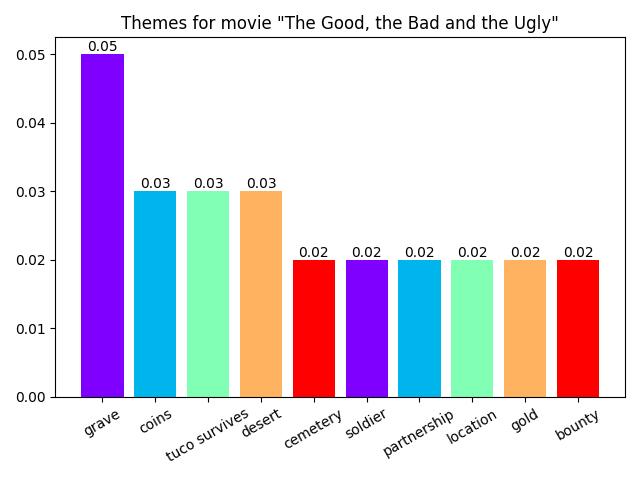 Themes for movie "The Good, the Bad and the Ugly"
0.05
0.04
0.03
0.02
0.01
0.00
0.05
0.03
0.03
0.03
0.02
0.02
0.02
0.02
0.02
0.02
grave
coins
tuco survives
desert
cemetery
soldier
partnership
location
gold
bounty